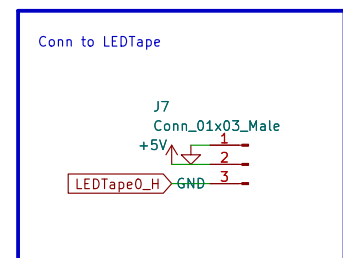 Conn to LEDTape
J7
Conn_01x03_Male
+5V
1
2
LEDTape0_H
GND
3